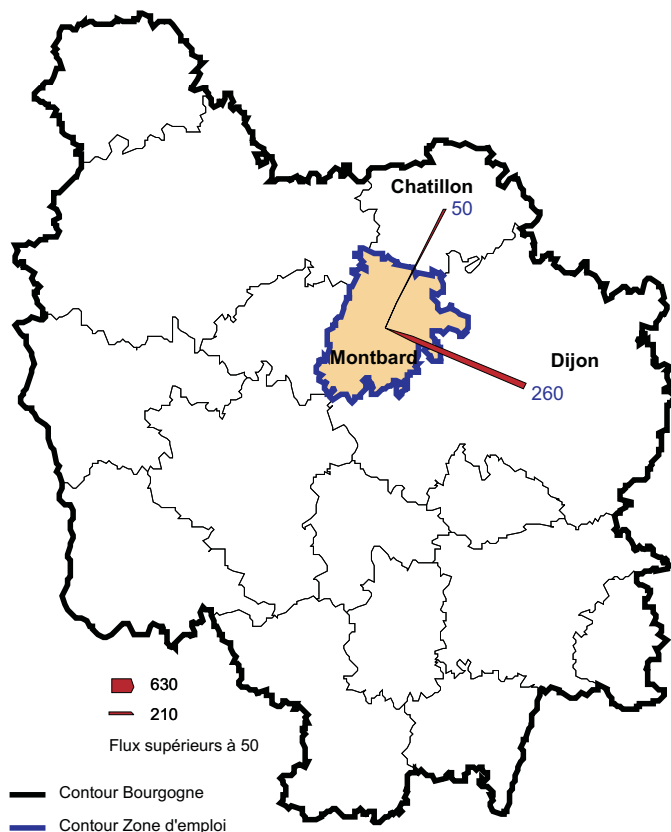 Chatillon
50
Montbard
Dijon
260
630
210
Flux supérieurs à 50
Contour Bourgogne
Contour Zone d'emploi